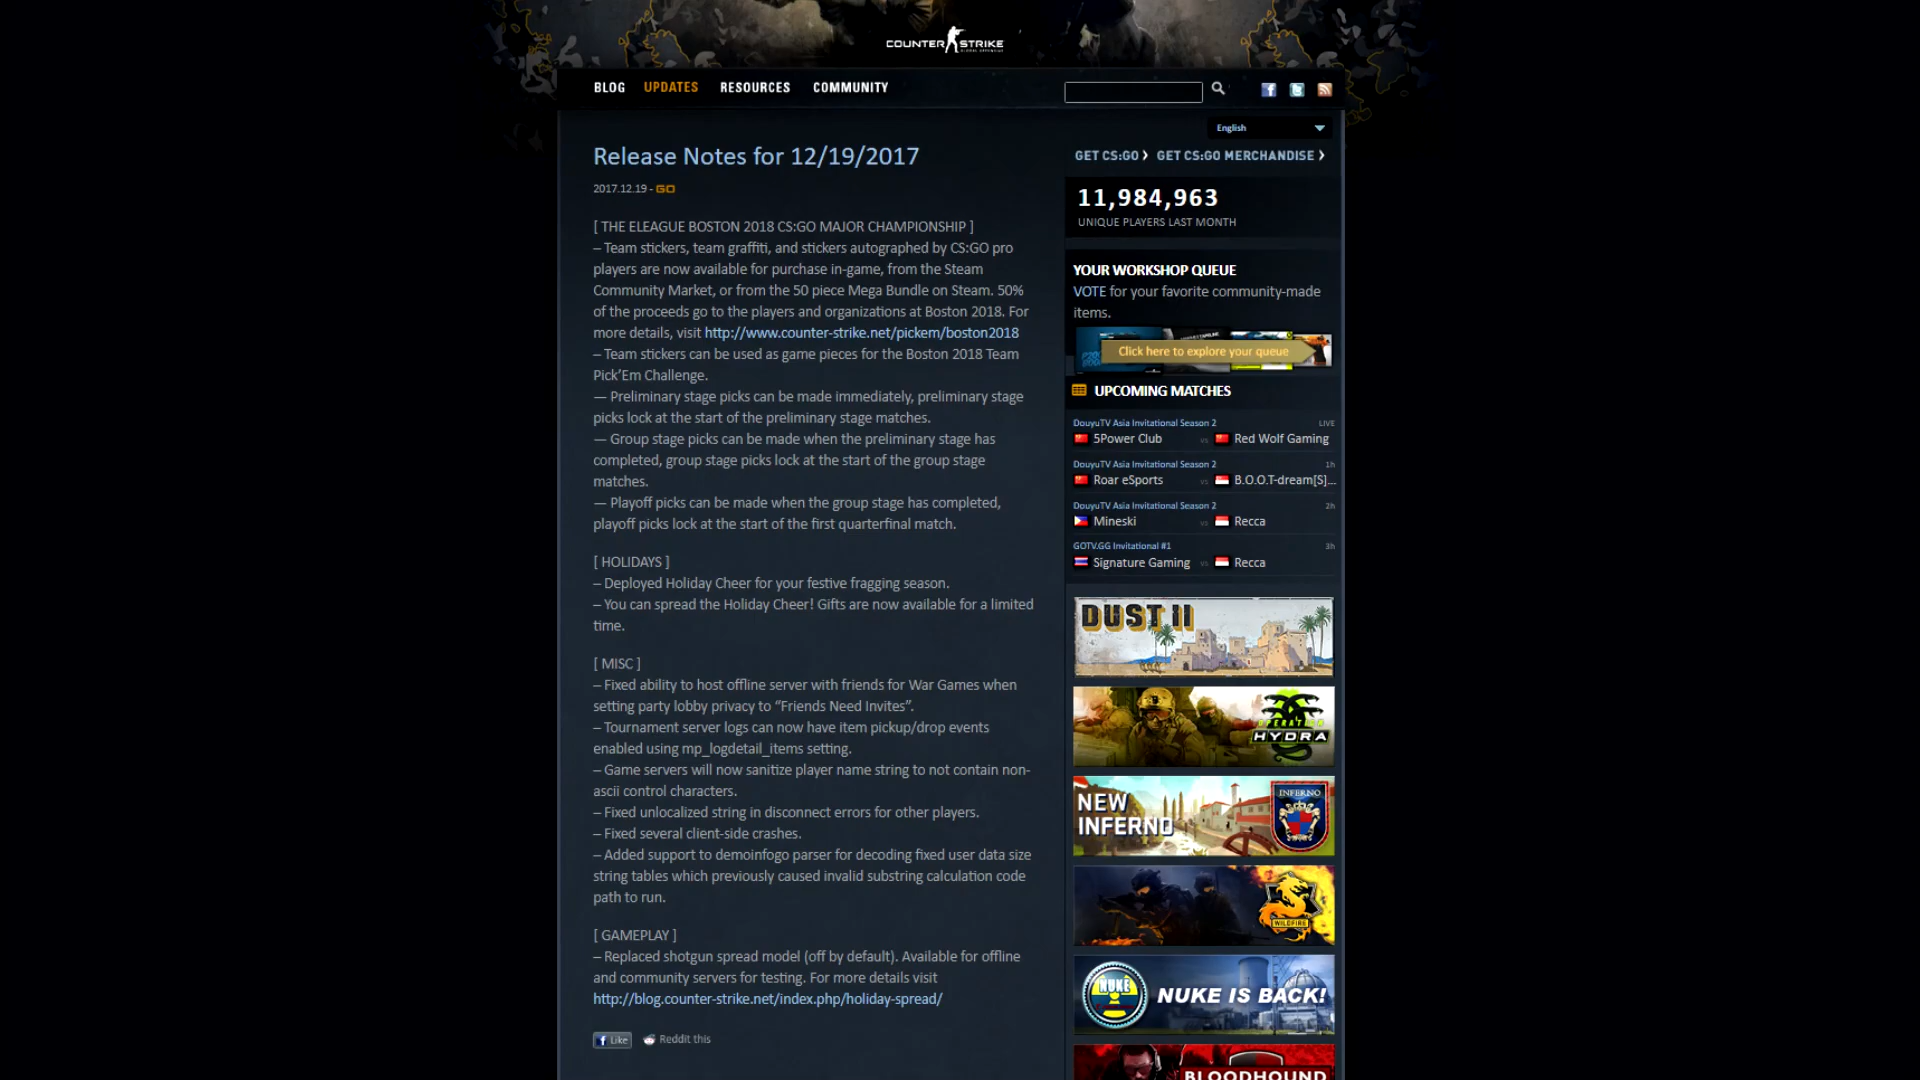 COUNTER STRIKE
GLOBAL OFFENSIVE
BLOG UPDATES RESOURCES COMMUNITY
English
Release Notes for 12/19/2017
2017.12.19 - GO
[ THE ELEAGUE BOSTON 2018 CS:GO MAJOR CHAMPIONSHIP ]
– Team stickers, team graffiti, and stickers autographed by CS:GO pro
players are now available for purchase in-game, from the Steam
Community Market, or from the 50 piece Mega Bundle on Steam. 50%
of the proceeds go to the players and organizations at Boston 2018. For
more details, visit http://www.counter-strike.net/pickem/boston2018
– Team stickers can be used as game pieces for the Boston 2018 Team
Pick’Em Challenge.
— Preliminary stage picks can be made immediately, preliminary stage
picks lock at the start of the preliminary stage matches.
— Group stage picks can be made when the preliminary stage has
completed, group stage picks lock at the start of the group stage
matches.
— Playoff picks can be made when the group stage has completed,
playoff picks lock at the start of the first quarterfinal match.
[ HOLIDAYS ]
– Deployed Holiday Cheer for your festive fragging season.
– You can spread the Holiday Cheer! Gifts are now available for a limited
time.
[ MISC ]
– Fixed ability to host offline server with friends for War Games when
setting party lobby privacy to “Friends Need Invites”.
– Tournament server logs can now have item pickup/drop events
enabled using mp_logdetail_items setting.
– Game servers will now sanitize player name string to not contain non-
ascii control characters.
– Fixed unlocalized string in disconnect errors for other players.
– Fixed several client-side crashes.
– Added support to demoinfogo parser for decoding fixed user data size
string tables which previously caused invalid substring calculation code
path to run.
[ GAMEPLAY ]
– Replaced shotgun spread model (off by default). Available for offline
and community servers for testing. For more details visit
http://blog.counter-strike.net/index.php/holiday-spread/
Like Reddit this
GET CS:GO GET CS:GO MERCHANDISE
11,984,963
UNIQUE PLAYERS LAST MONTH
YOUR WORKSHOP QUEUE
VOTE for your favorite community-made
items.
Click here to explore your queue
UPCOMING MATCHES
DouyuTV Asia Invitational Season 2 LIVE
5Power Club vs Red Wolf Gaming
DouyuTV Asia Invitational Season 2 1h
Roar eSports vs B.O.O.T-dream[S]...
DouyuTV Asia Invitational Season 2 2h
Mineski vs Recca
GOTV.GG Invitational #1 3h
Signature Gaming vs Recca
DUST II
OPERATION
HYDRA
NEW
INFERNO
INFERNO
WILDFIRE
NUKE
NUKE IS BACK!
BLOODHOUND